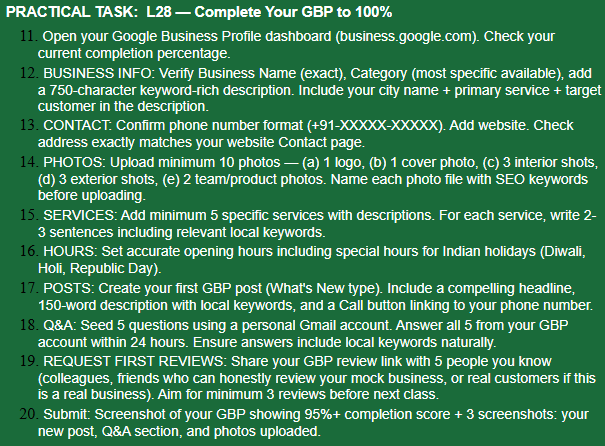 PRACTICAL TASK:  L28 — Complete Your GBP to 100%
11. Open your Google Business Profile dashboard (business.google.com). Check your
current completion percentage.
12. BUSINESS INFO: Verify Business Name (exact), Category (most specific available), add
a 750-character keyword-rich description. Include your city name + primary service + target
customer in the description.
13. CONTACT: Confirm phone number format (+91-XXXXX-XXXXX). Add website. Check
address exactly matches your website Contact page.
14. PHOTOS: Upload minimum 10 photos — (a) 1 logo, (b) 1 cover photo, (c) 3 interior shots,
(d) 3 exterior shots, (e) 2 team/product photos. Name each photo file with SEO keywords
before uploading.
15. SERVICES: Add minimum 5 specific services with descriptions. For each service, write 2-
3 sentences including relevant local keywords.
16. HOURS: Set accurate opening hours including special hours for Indian holidays (Diwali,
Holi, Republic Day).
17. POSTS: Create your first GBP post (What's New type). Include a compelling headline,
150-word description with local keywords, and a Call button linking to your phone number.
18. Q&A: Seed 5 questions using a personal Gmail account. Answer all 5 from your GBP
account within 24 hours. Ensure answers include local keywords naturally.
19. REQUEST FIRST REVIEWS: Share your GBP review link with 5 people you know
(colleagues, friends who can honestly review your mock business, or real customers if this
is a real business). Aim for minimum 3 reviews before next class.
20. Submit: Screenshot of your GBP showing 95%+ completion score + 3 screenshots: your
new post, Q&A section, and photos uploaded.